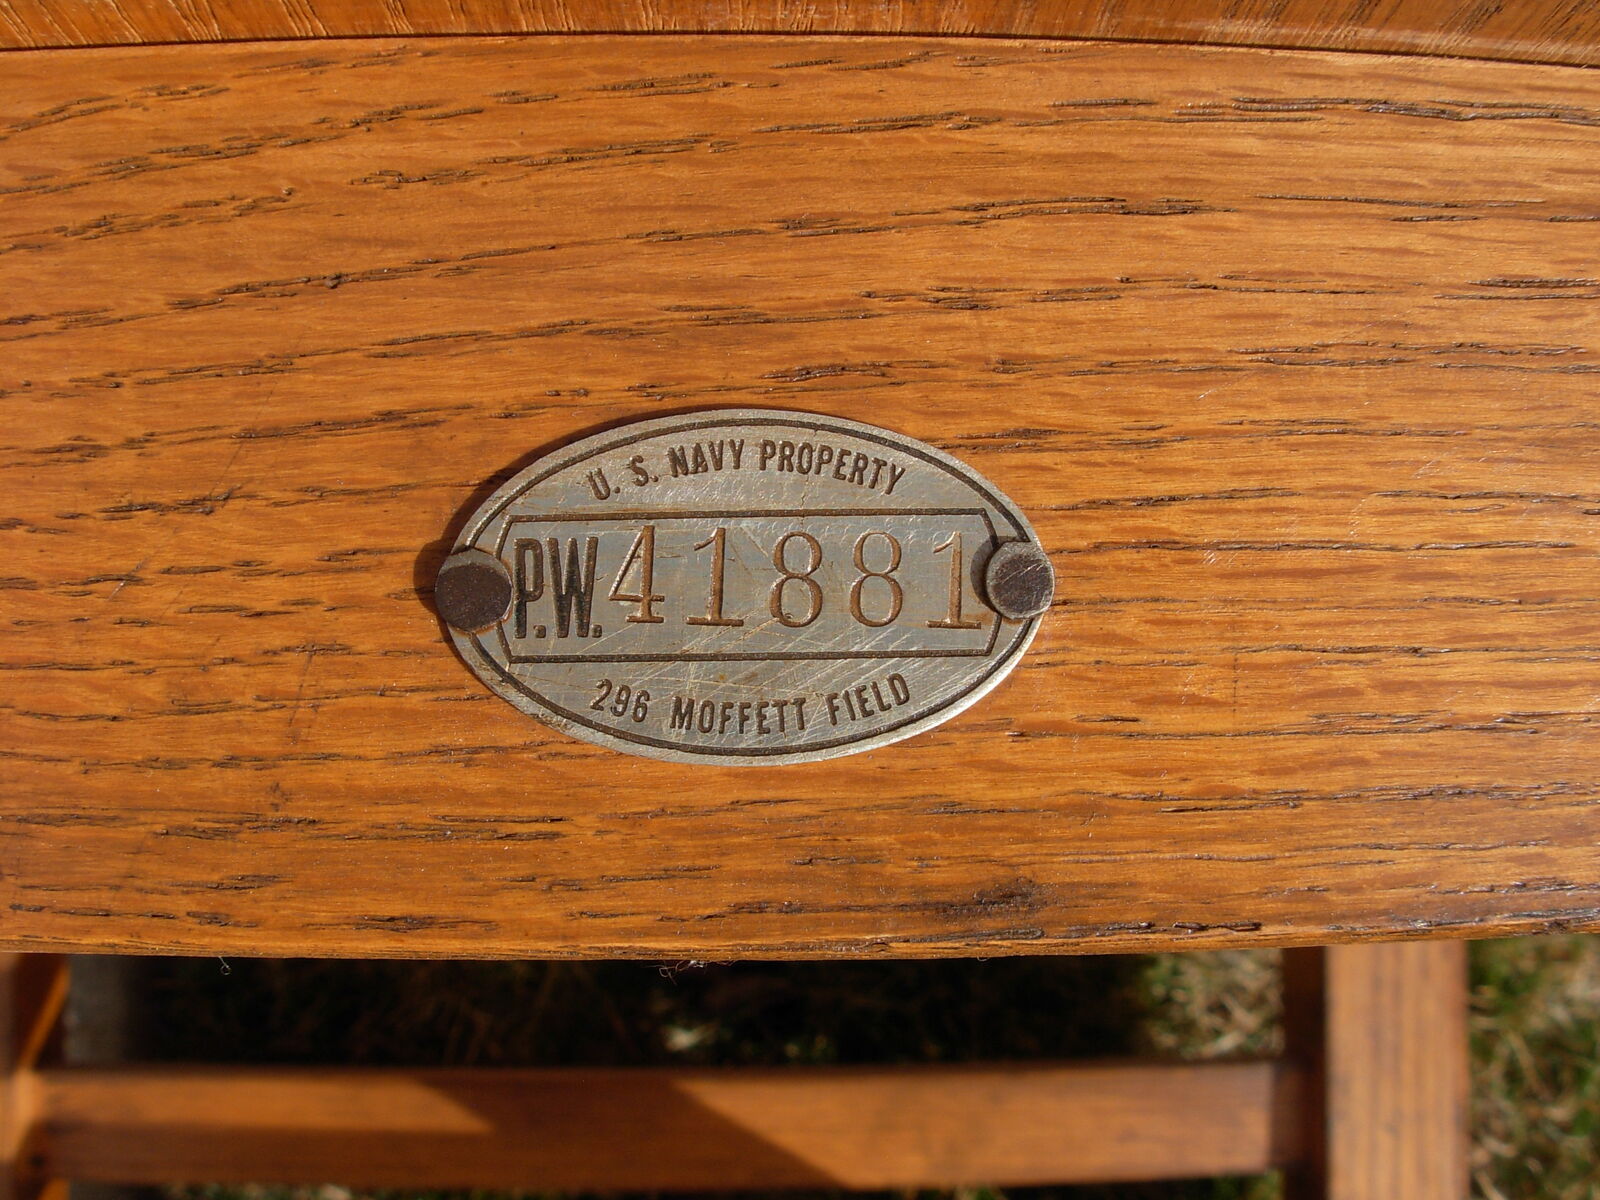 U. S. NAVY PROPERTY
P.W. 41881
296 MOFFETT FIELD